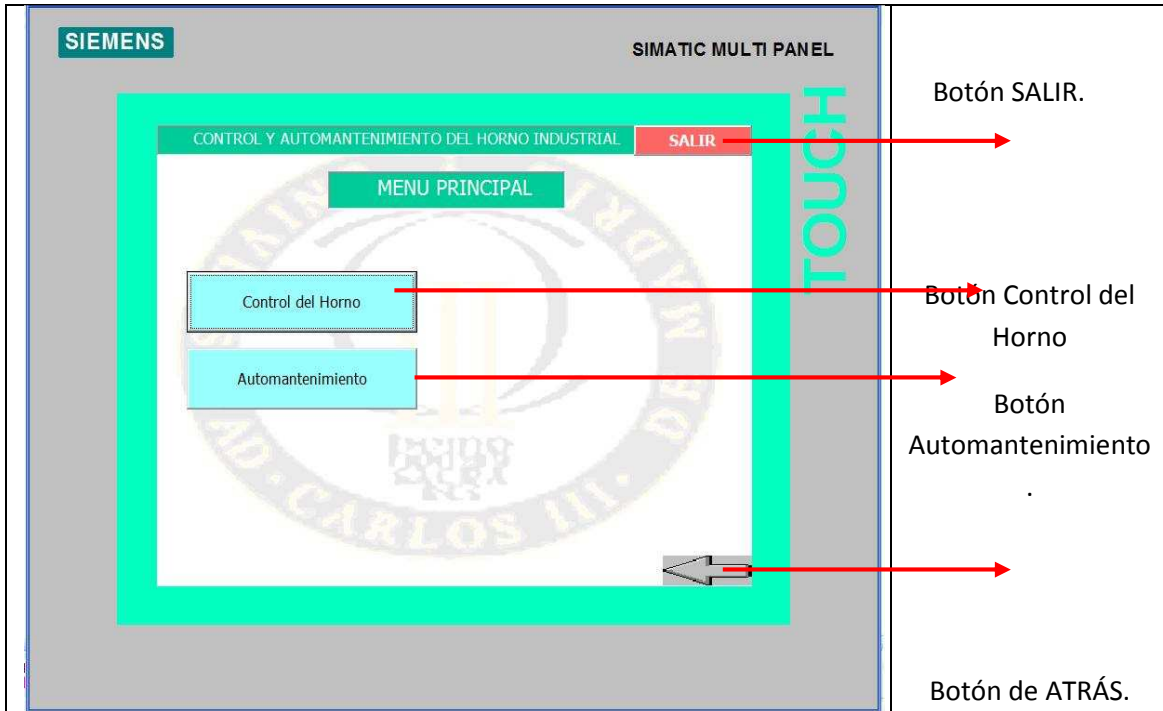 SIEMENS
SIMATIC MULTI PANEL
TOUCH
CONTROL Y AUTOMANTENIMIENTO DEL HORNO INDUSTRIAL
SALIR
MENU PRINCIPAL
Control del Horno
Automantenimiento
CARLOS III
Botón SALIR.
Botón Control del
Horno
Botón
Automantenimiento
.
Botón de ATRÁS.